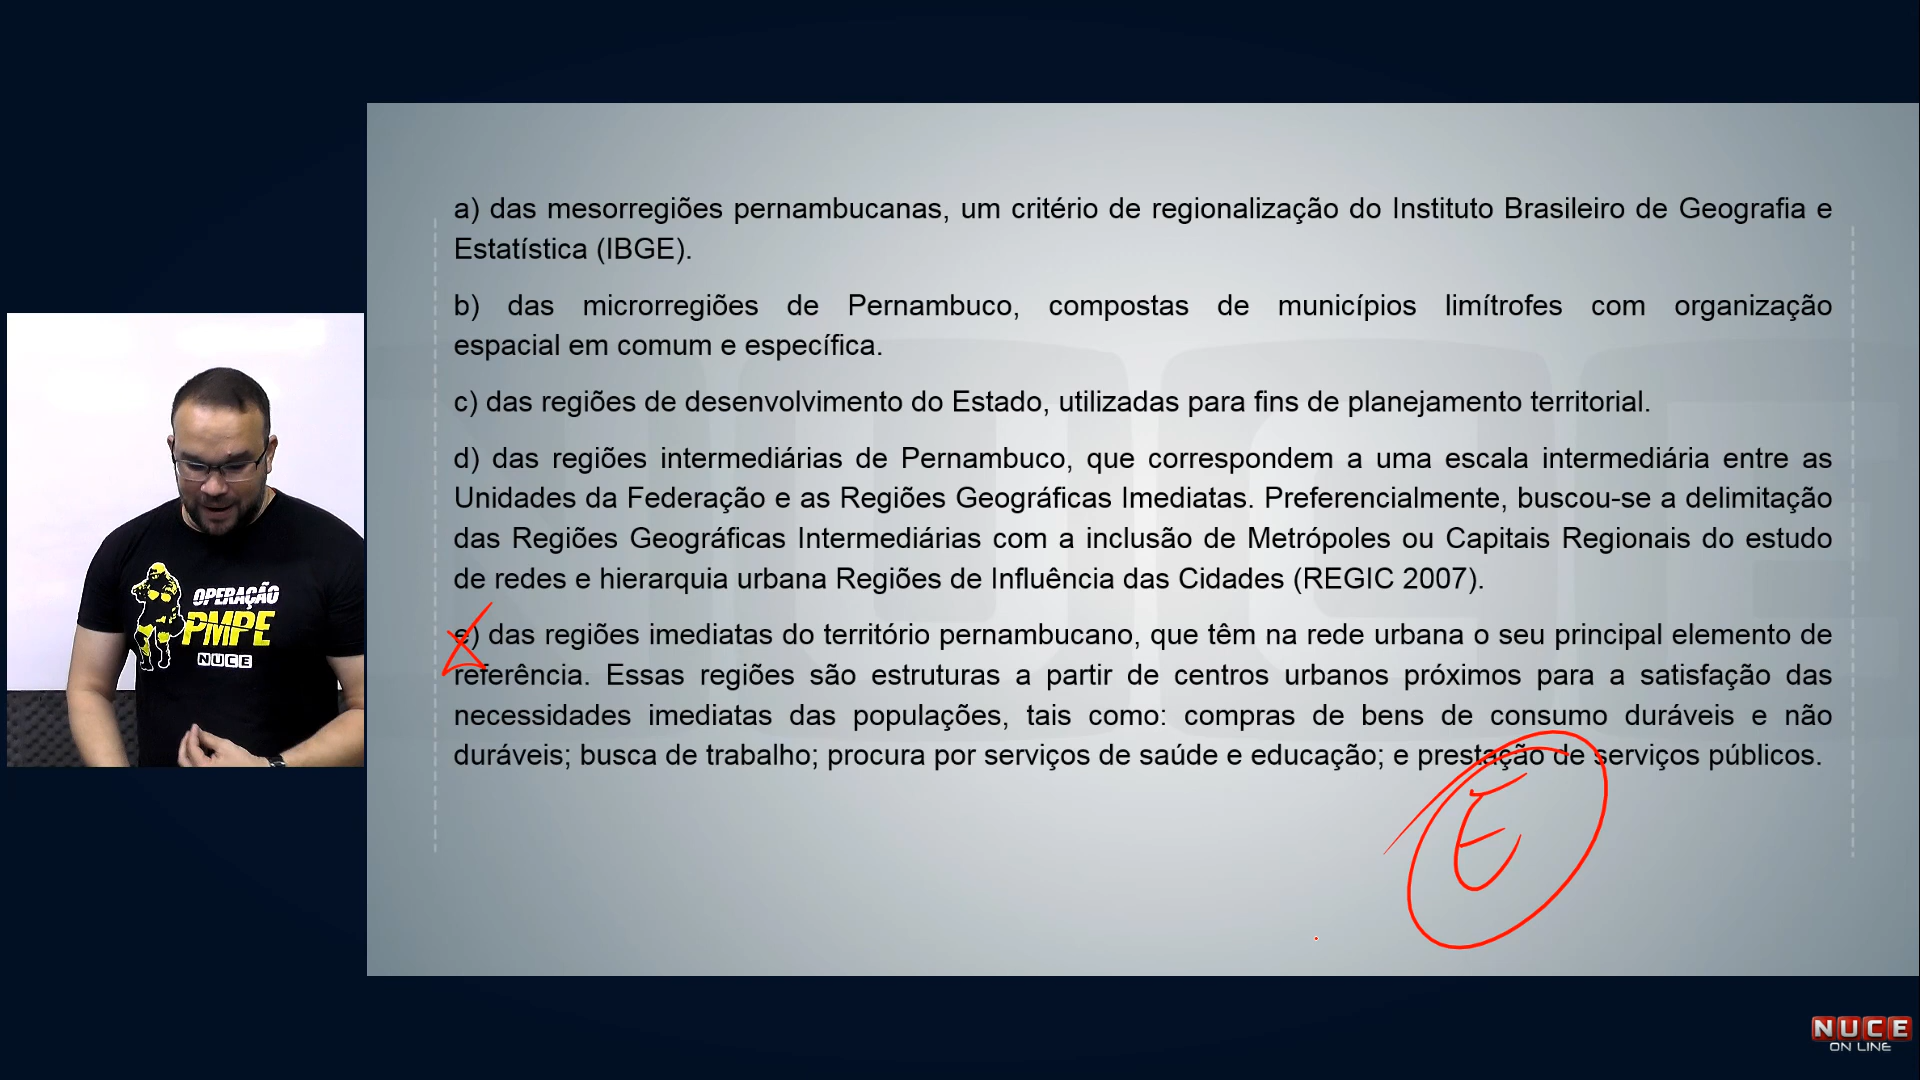 a) das mesorregiões pernambucanas, um critério de regionalização do Instituto Brasileiro de Geografia e
Estatística (IBGE).
b) das microrregiões de Pernambuco, compostas de municípios limítrofes com organização
espacial em comum e específica.
c) das regiões de desenvolvimento do Estado, utilizadas para fins de planejamento territorial.
d) das regiões intermediárias de Pernambuco, que correspondem a uma escala intermediária entre as
Unidades da Federação e as Regiões Geográficas Imediatas. Preferencialmente, buscou-se a delimitação
das Regiões Geográficas Intermediárias com a inclusão de Metrópoles ou Capitais Regionais do estudo
de redes e hierarquia urbana Regiões de Influência das Cidades (REGIC 2007).
e) das regiões imediatas do território pernambucano, que têm na rede urbana o seu principal elemento de
referência. Essas regiões são estruturas a partir de centros urbanos próximos para a satisfação das
necessidades imediatas das populações, tais como: compras de bens de consumo duráveis e não
duráveis; busca de trabalho; procura por serviços de saúde e educação; e prestação de serviços públicos.
E
OPERAÇÃO
PMPE
NUCE
NUCE
ON LINE